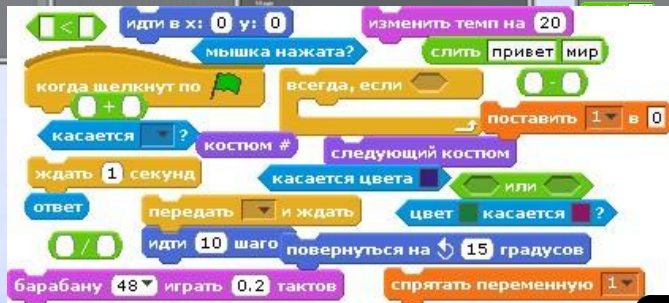 < идти в x: 0 y: 0 изменить темп на 20
мышка нажата? слить привет мир
когда щелкнут по всегда, если -
+ поставить 1 в 0
касается ? костюм # следующий костюм
ждать 1 секунд касается цвета или
ответ передать и ждать цвет касается ?
/ идти 10 шаго повернуться на 15 градусов
барабану 48 играть 0.2 тактов спрятать переменную 1